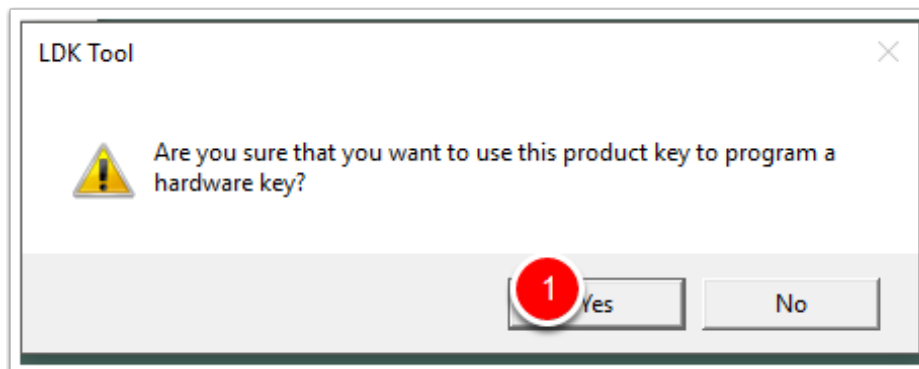 LDK Tool
Are you sure that you want to use this product key to program a
hardware key?
1
Yes
No